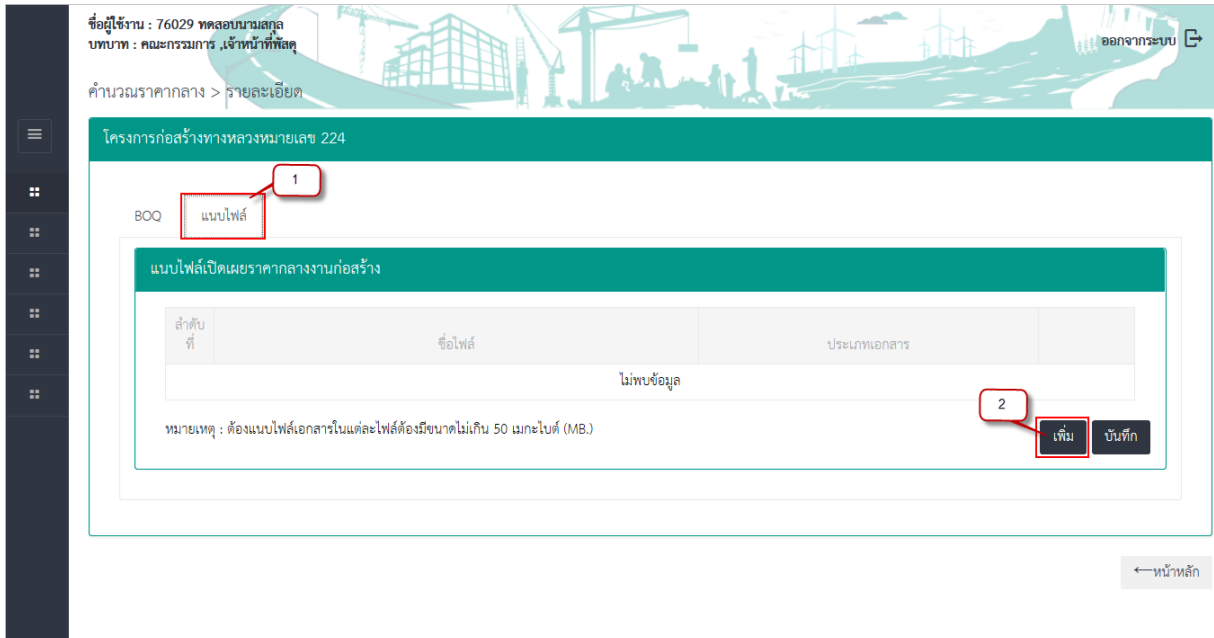 ชื่อผู้ใช้งาน : 76029 ทดสอบนามสกุล
บทบาท : คณะกรรมการ ,เจ้าหน้าที่พัสดุ
ออกจากระบบ
คำนวณราคากลาง > รายละเอียด
โครงการก่อสร้างทางหลวงหมายเลข 224
1
BOQ แนบไฟล์
แนบไฟล์เปิดเผยราคากลางงานก่อสร้าง
ลำดับ
ที่ ชื่อไฟล์ ประเภทเอกสาร
ไม่พบข้อมูล
2
หมายเหตุ : ต้องแนบไฟล์เอกสารในแต่ละไฟล์ต้องมีขนาดไม่เกิน 50 เมกะไบต์ (MB.)
เพิ่ม บันทึก
←หน้าหลัก